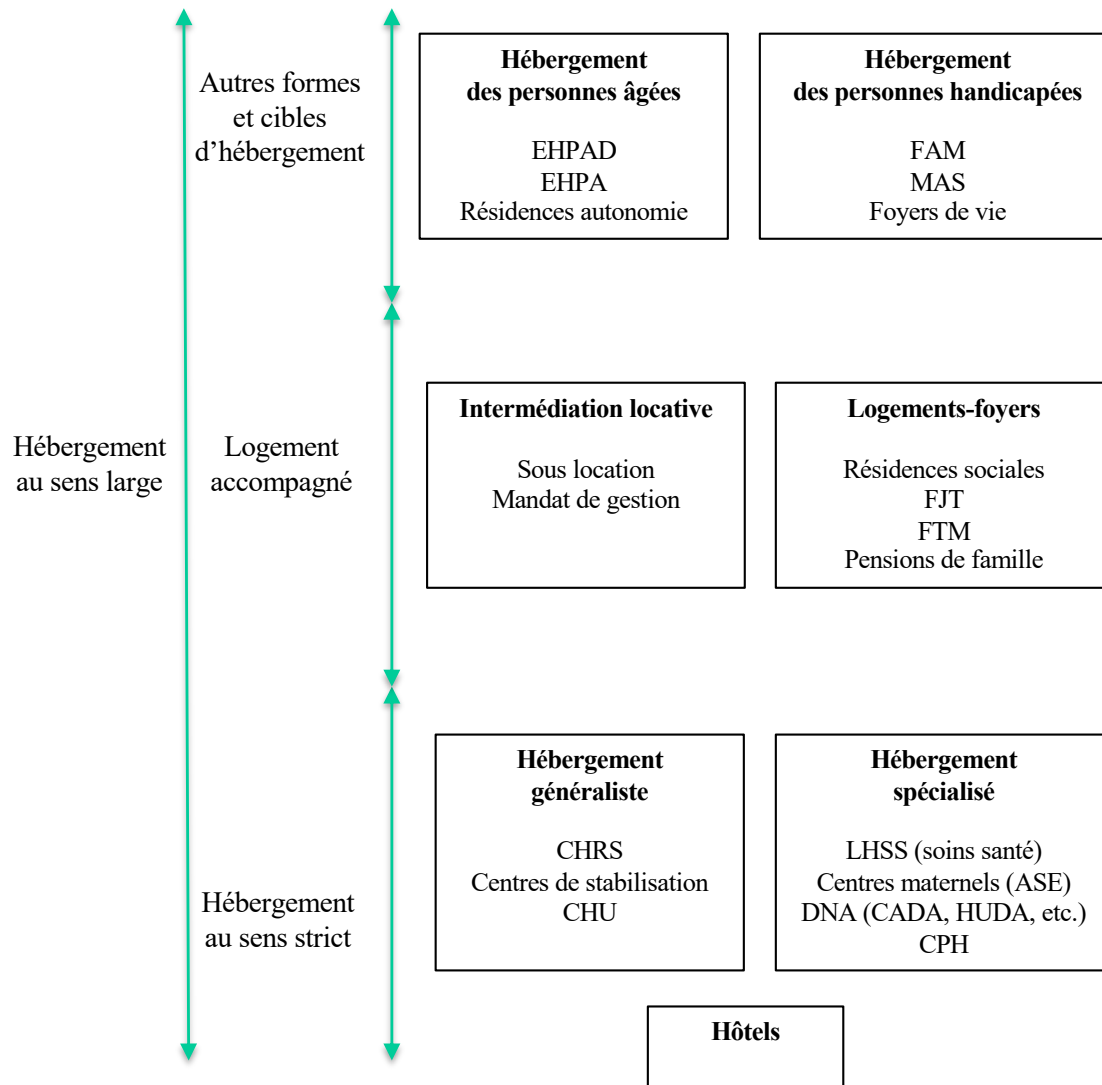 Autres formes
et cibles
d’hébergement
Hébergement
des personnes âgées
EHPAD
EHPA
Résidences autonomie
Hébergement
des personnes handicapées
FAM
MAS
Foyers de vie
Hébergement
au sens large
Logement
accompagné
Intermédiation locative
Sous location
Mandat de gestion
Logements-foyers
Résidences sociales
FJT
FTM
Pensions de famille
Hébergement
au sens strict
Hébergement
généraliste
CHRS
Centres de stabilisation
CHU
Hébergement
spécialisé
LHSS (soins santé)
Centres maternels (ASE)
DNA (CADA, HUDA, etc.)
CPH
Hôtels